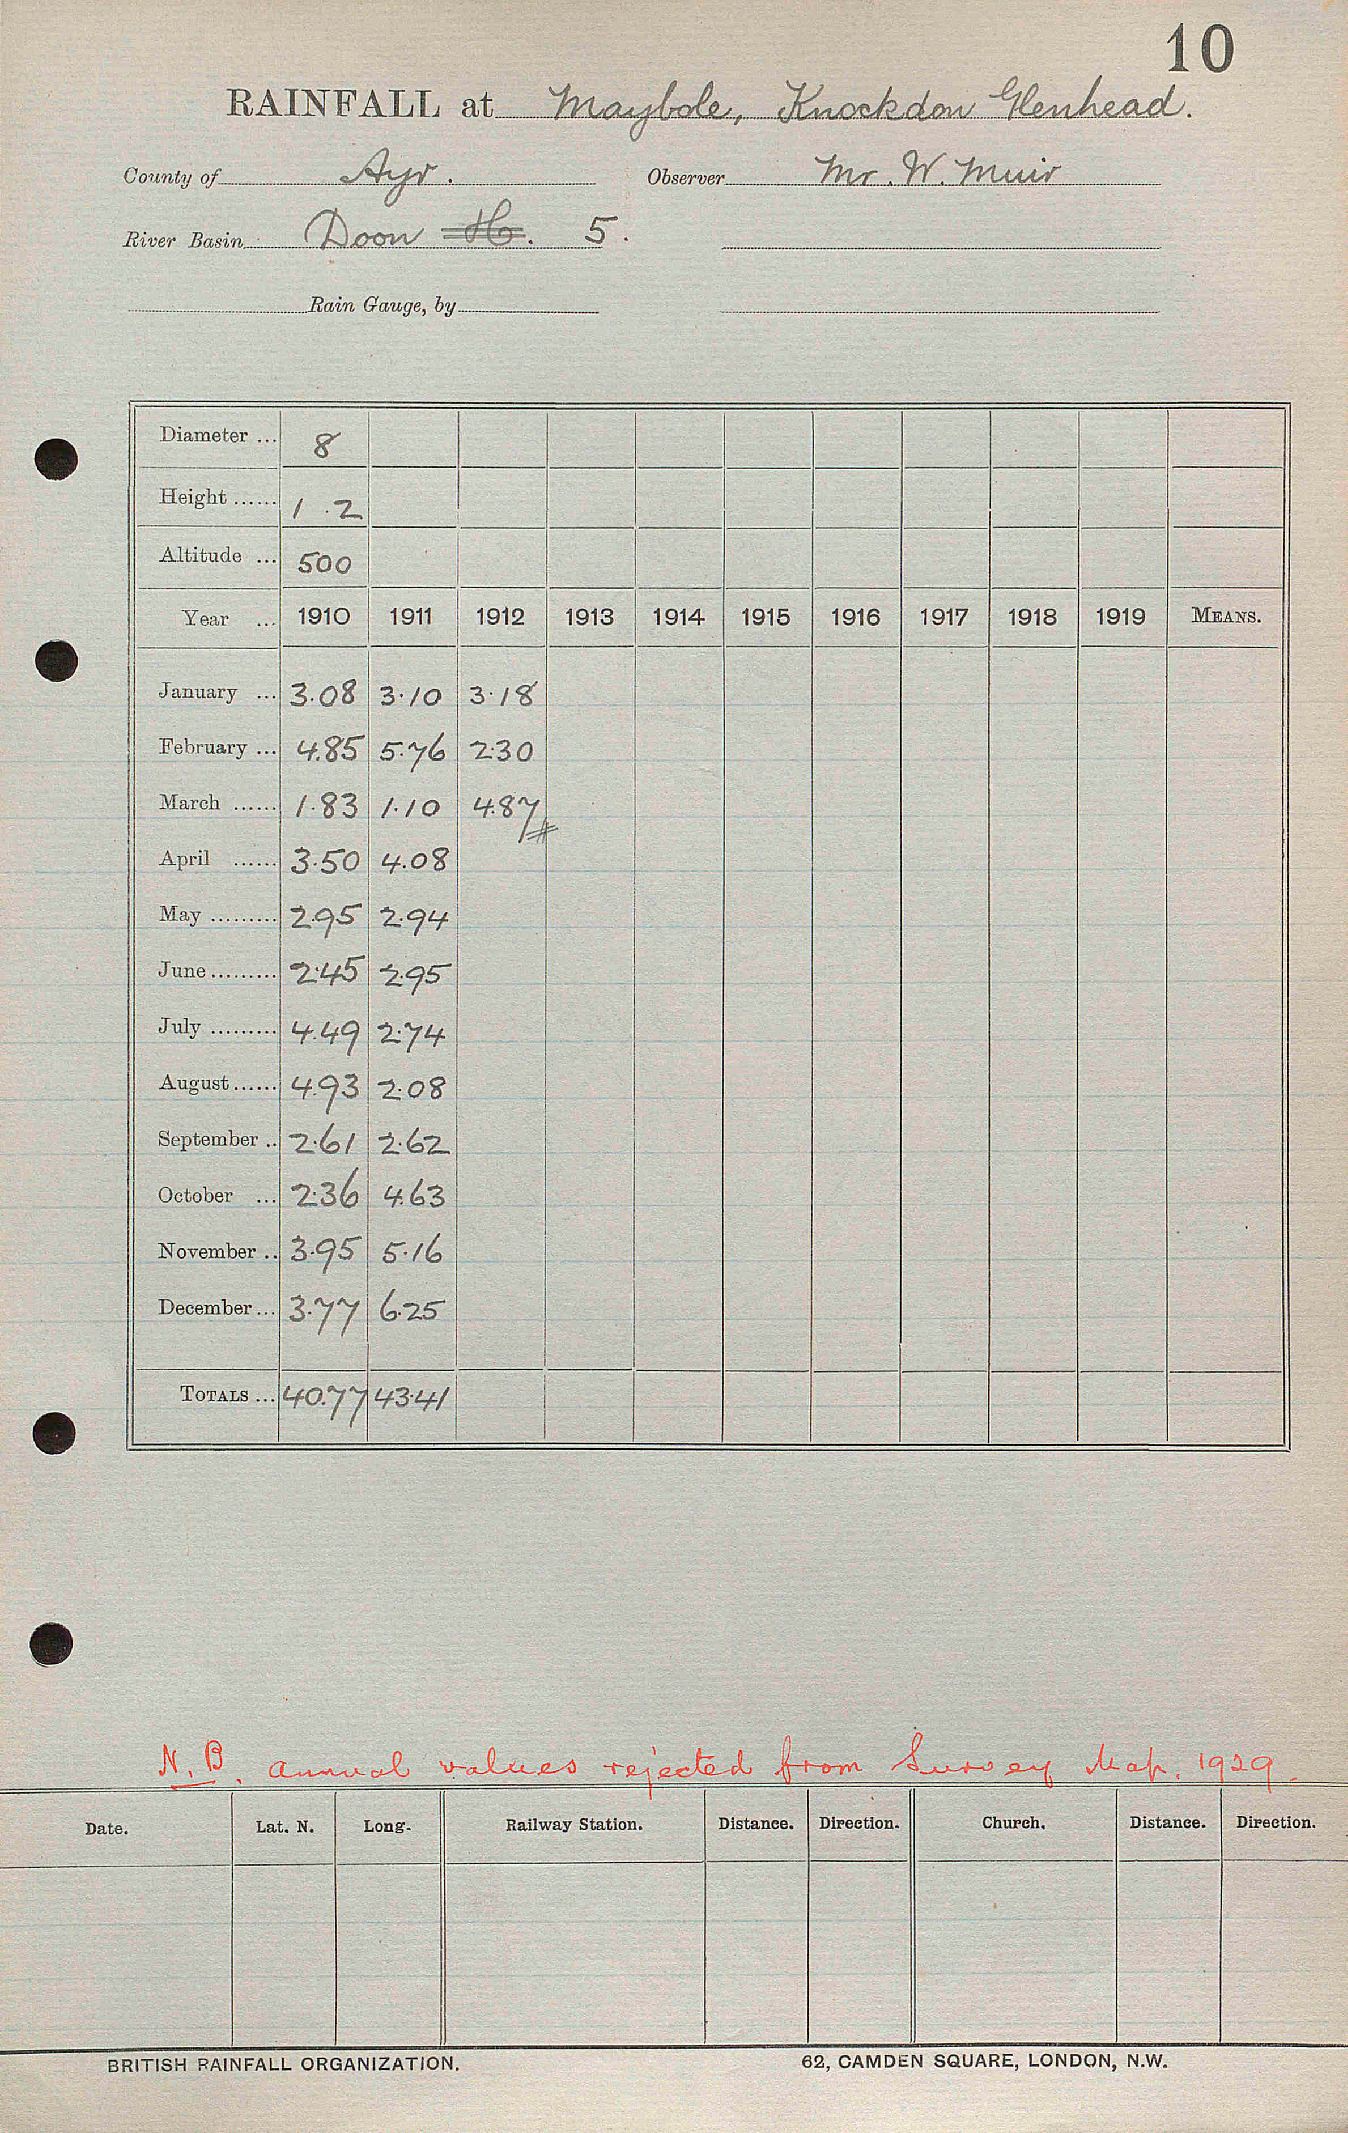 10
RAINFALL at Maybole, Knockdon Glenhead.
County of Ayr. Observer Mr. W. Muir
River Basin Doon H. 5.
Rain Gauge, by
Diameter ... 8
Height ...... 1 .2
Altitude ... 500
Year ... 1910 1911 1912 1913 1914 1915 1916 1917 1918 1919 MEANS.
January ... 3.08 3.10 3.18
February ... 4.85 5.76 2.30
March ...... 1.83 1.10 4.87
April ...... 3.50 4.08
May ......... 2.95 2.94
June ......... 2.45 2.95
July ......... 4.49 2.74
August ...... 4.93 2.08
September .. 2.61 2.62
October ... 2.36 4.63
November .. 3.95 5.16
December ... 3.77 6.25
TOTALS ... 40.77 43.41
N.B. annual values rejected from Survey Map. 1929.
Date. Lat. N. Long. Railway Station. Distance. Direction. Church. Distance. Direction.
BRITISH RAINFALL ORGANIZATION. 62, CAMDEN SQUARE, LONDON, N.W.